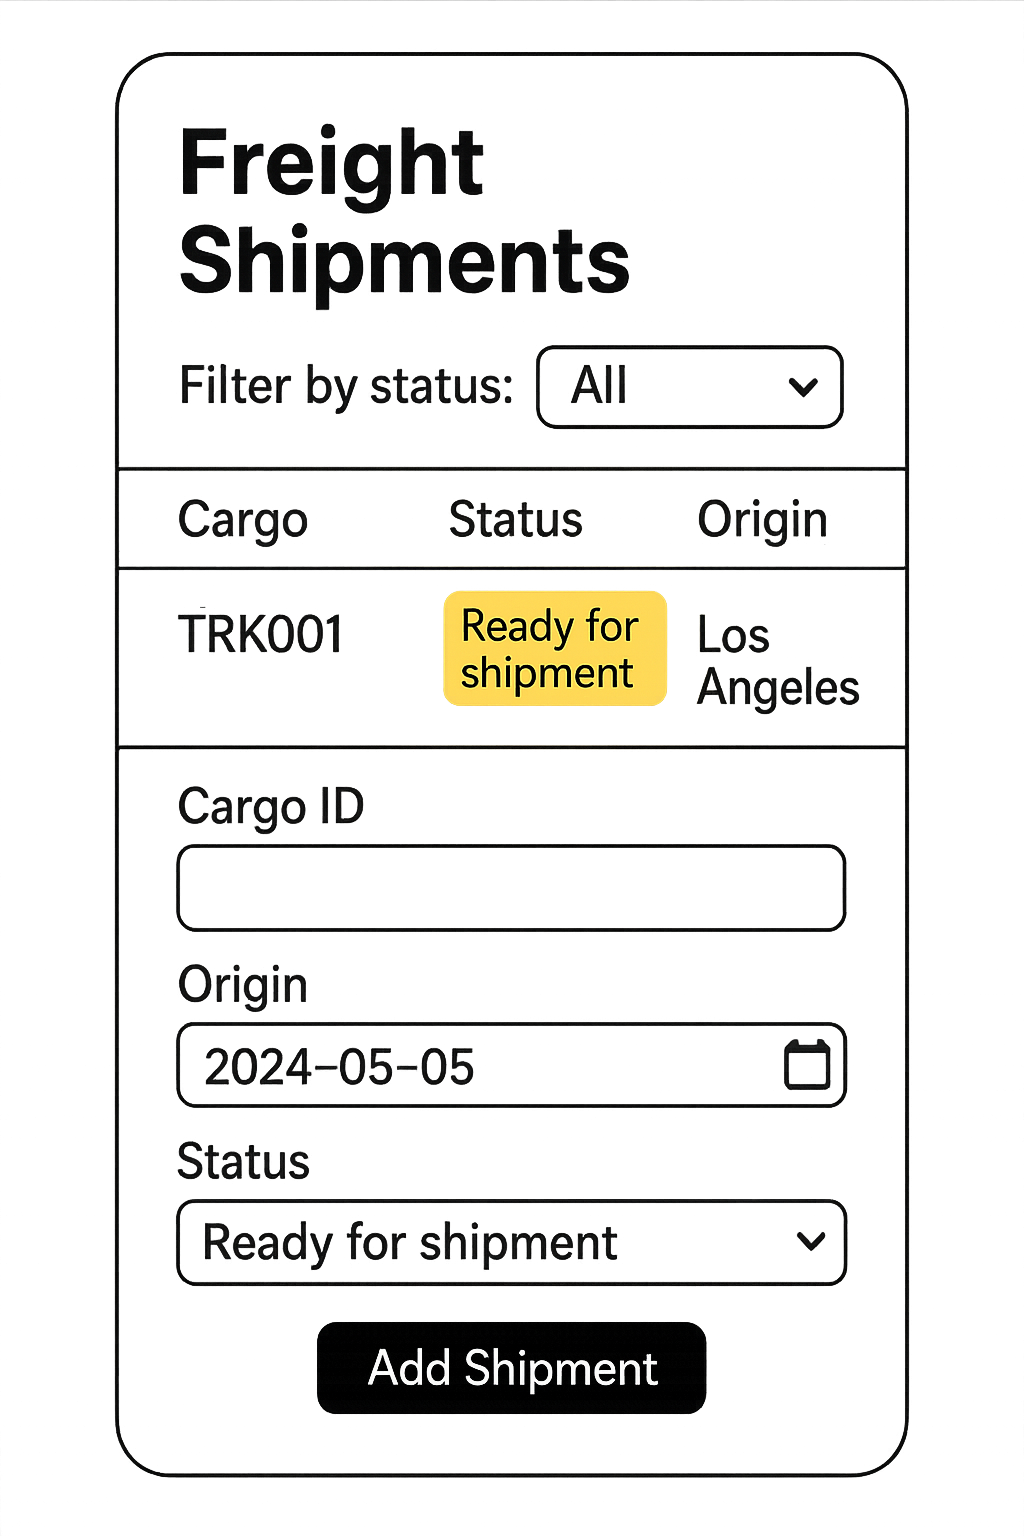 Freight
Shipments
Filter by status: All
Cargo Status Origin
TRK001 Ready for shipment Los Angeles
Cargo ID
Origin
2024–05–05
Status
Ready for shipment
Add Shipment